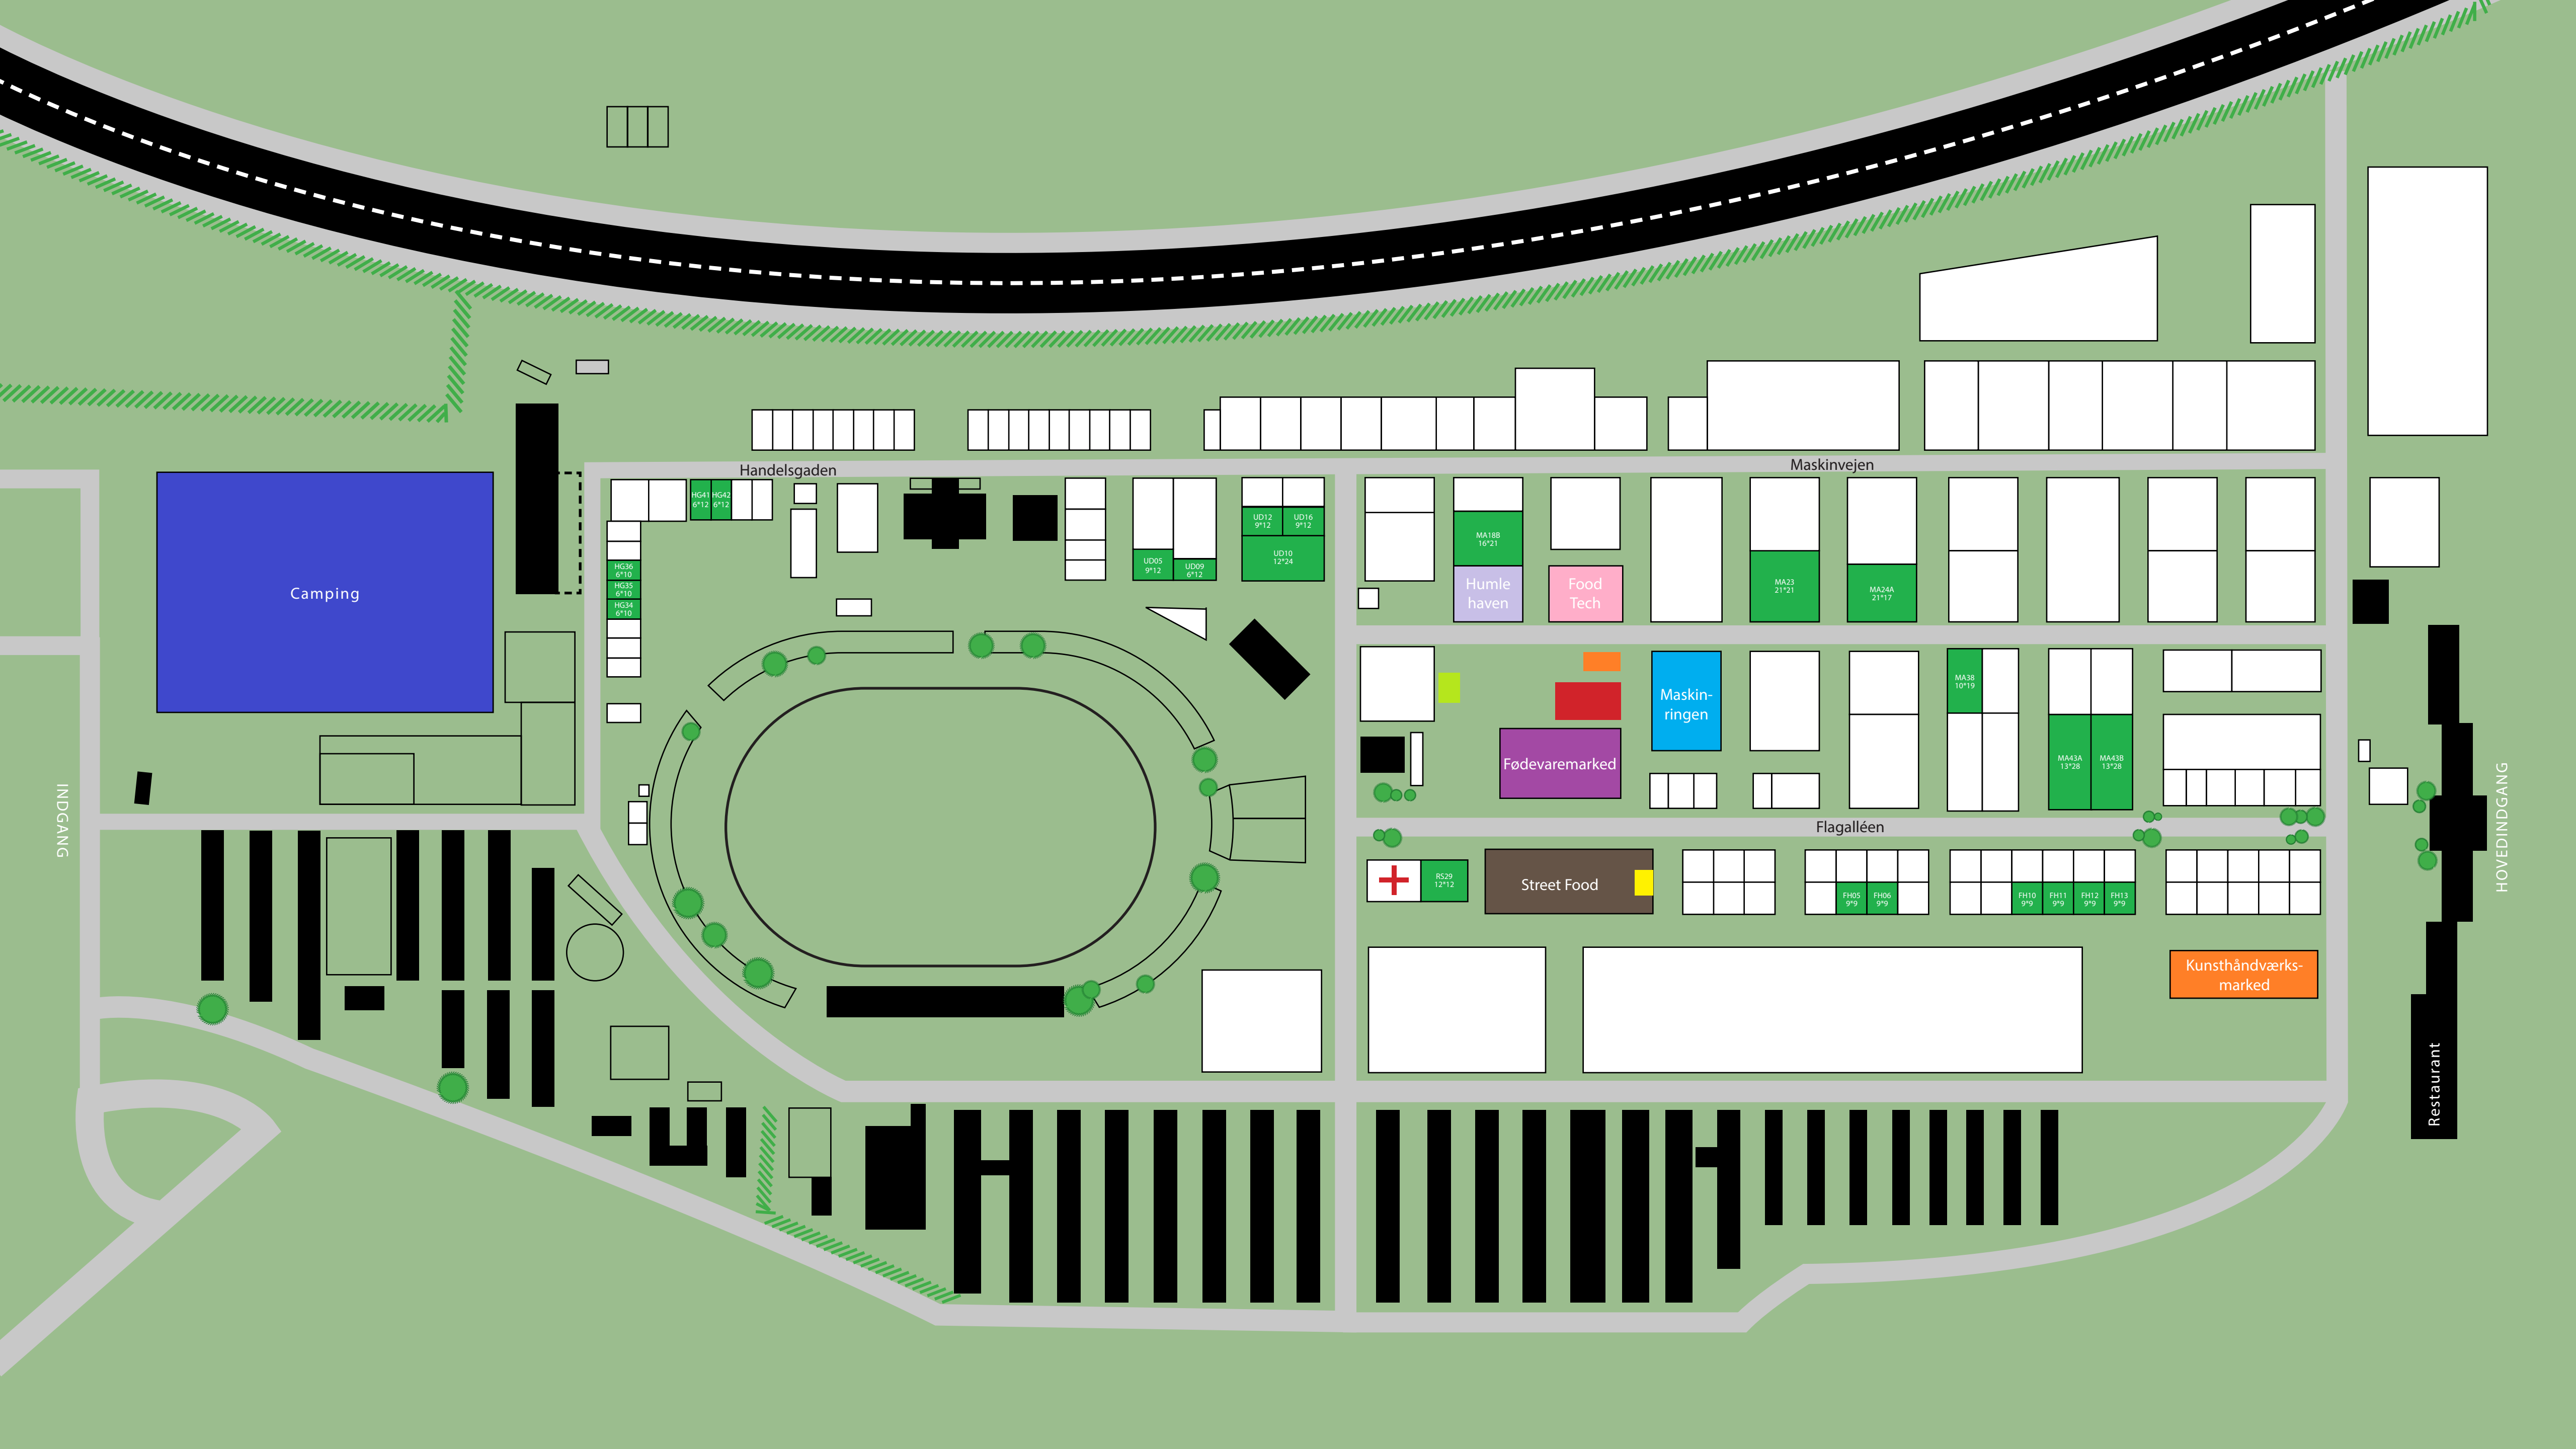 Handelsgaden
Maskinvejen
HG41
6*12
HG42
6*12
HG36
6*10
HG35
6*10
HG34
6*10
UD05
9*12
UD09
6*12
UD12
9*12
UD16
9*12
UD10
12*24
MA18B
16*21
Humle
haven
Food
Tech
MA23
21*21
MA24A
21*17
Camping
Maskin-
ringen
MA38
10*19
Fødevaremarked
MA43A
13*28
MA43B
13*28
INDGANG
HOVEDINDGANG
Flagalléen
RS29
12*12
Street Food
FH05
9*9
FH06
9*9
FH10
9*9
FH11
9*9
FH12
9*9
FH13
9*9
Kunsthåndværks-
marked
Restaurant